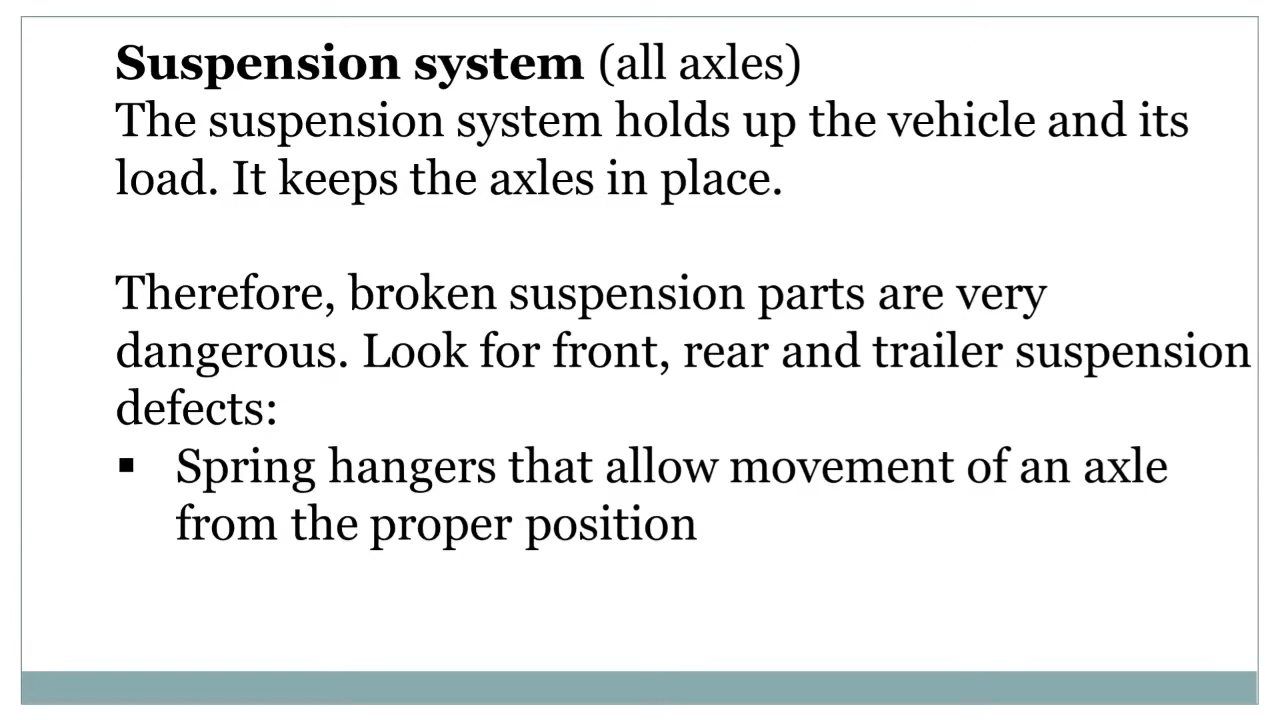 Suspension system (all axles)
The suspension system holds up the vehicle and its
load. It keeps the axles in place.
Therefore, broken suspension parts are very
dangerous. Look for front, rear and trailer suspension
defects:
▪ Spring hangers that allow movement of an axle
from the proper position